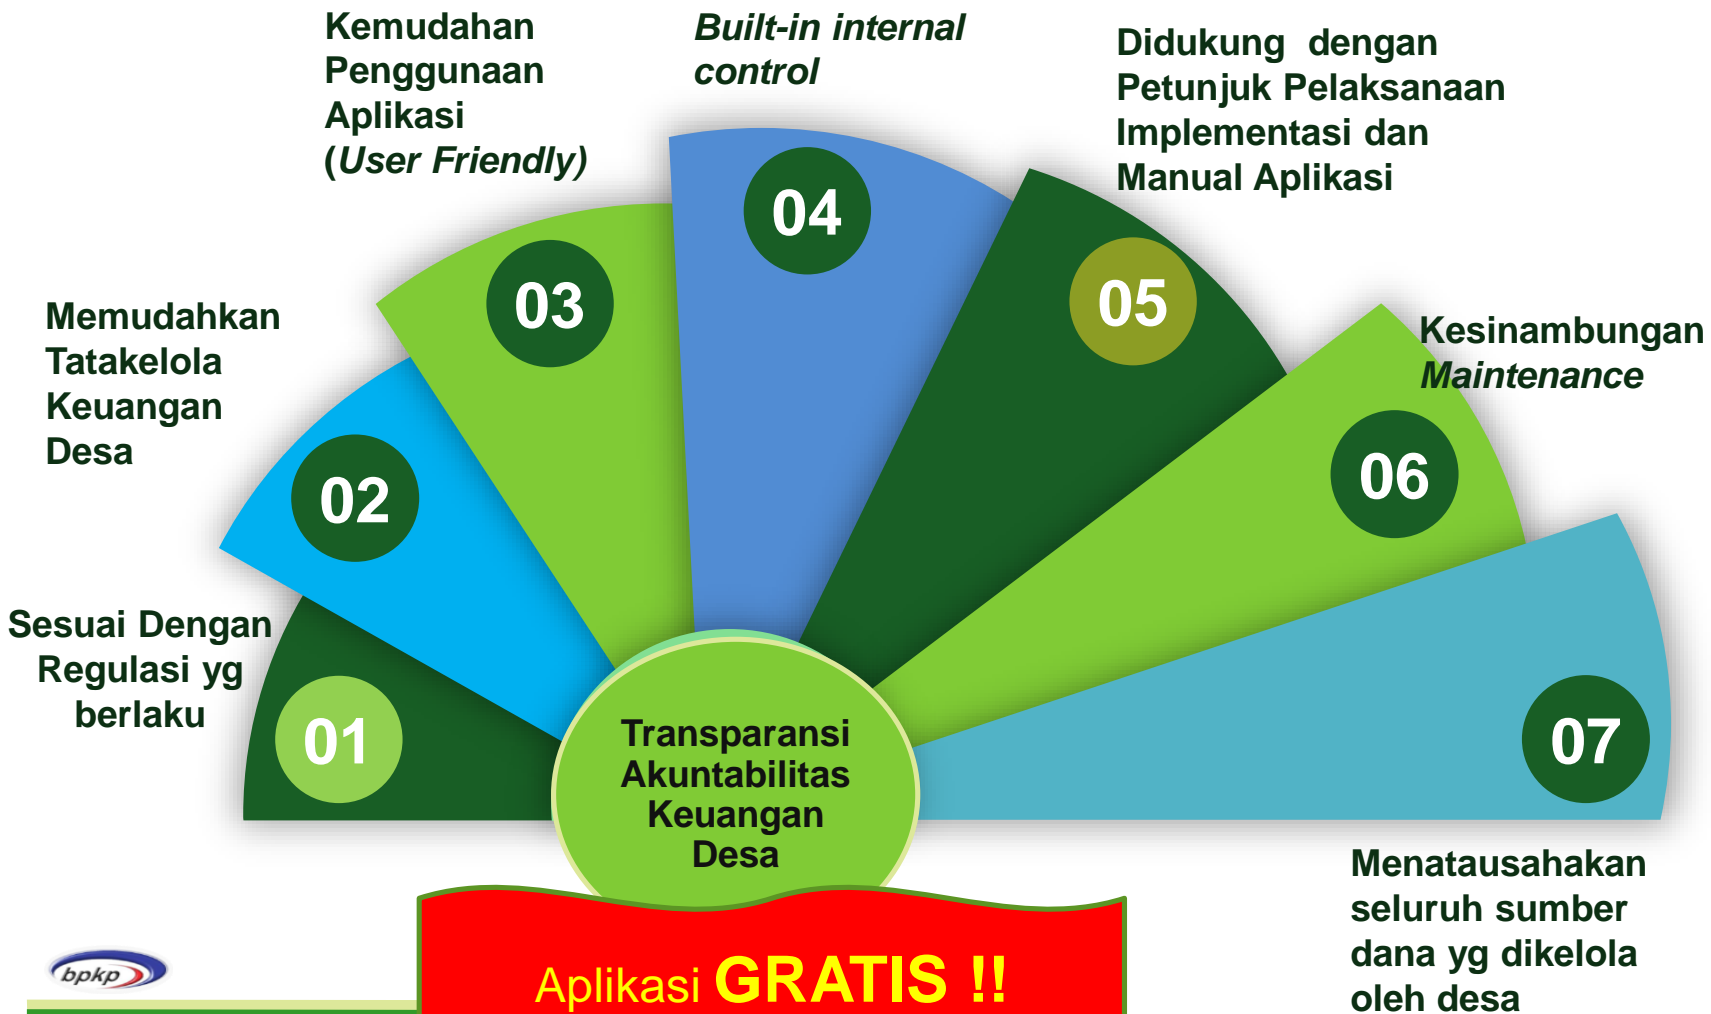 Kemudahan
Penggunaan
Aplikasi
(User Friendly)
Built-in internal
control
Didukung dengan
Petunjuk Pelaksanaan
Implementasi dan
Manual Aplikasi
Memudahkan
Tatakelola
Keuangan
Desa
Kesinambungan
Maintenance
Sesuai Dengan
Regulasi yg
berlaku
01
02
03
04
05
06
07
Transparansi
Akuntabilitas
Keuangan
Desa
Menatausahakan
seluruh sumber
dana yg dikelola
oleh desa
Aplikasi GRATIS !!
bpkp